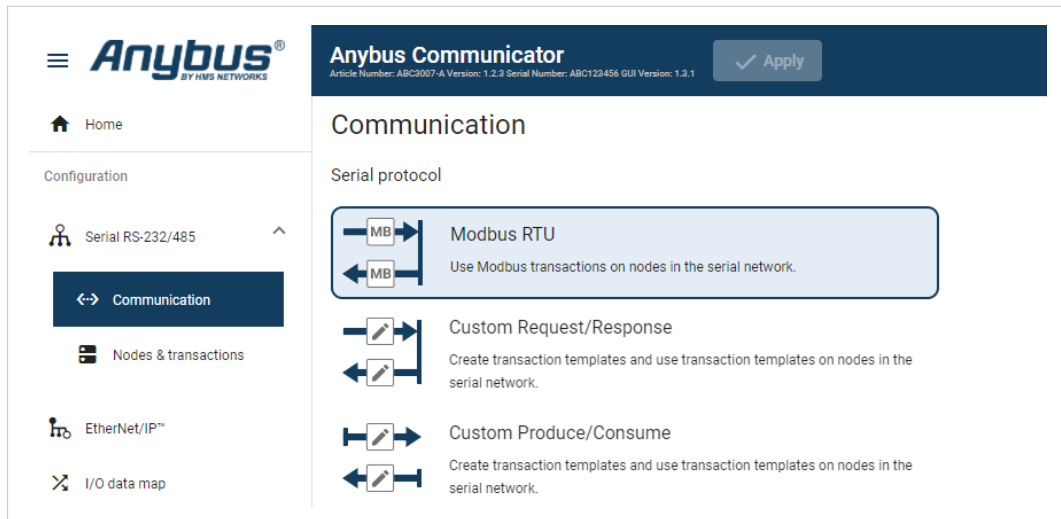 Anybus®
BY HMS NETWORKS
Anybus Communicator
Article Number: ABC3007-A Version: 1.2.3 Serial Number: ABC123456 GUI Version: 1.3.1
Apply
Home
Configuration
Serial RS-232/485
Communication
Nodes & transactions
EtherNet/IP™
I/O data map
Communication
Serial protocol
MB
MB
Modbus RTU
Use Modbus transactions on nodes in the serial network.
Custom Request/Response
Create transaction templates and use transaction templates on nodes in the
serial network.
Custom Produce/Consume
Create transaction templates and use transaction templates on nodes in the
serial network.